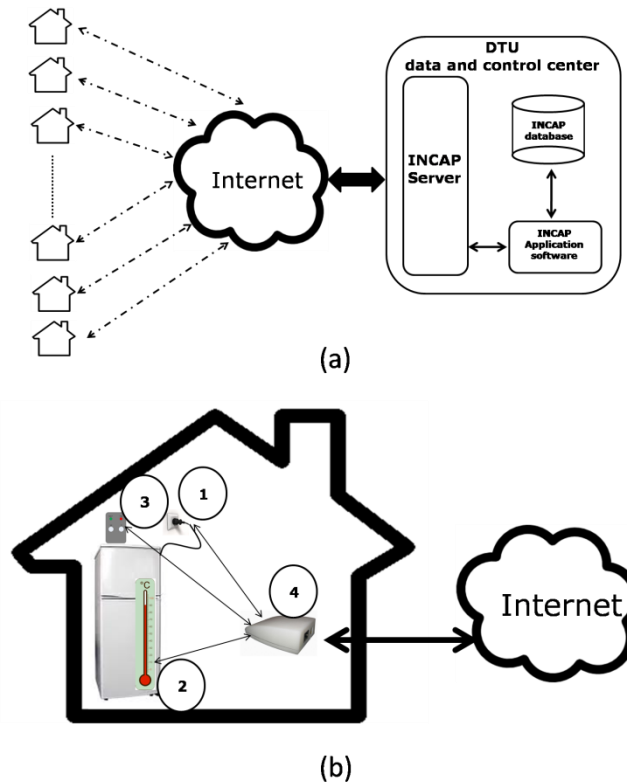 DTU
data and control center
INCAP
database
INCAP
Server
Internet
INCAP
Application
software
(a)
3
1
°C
4
Internet
2
(b)